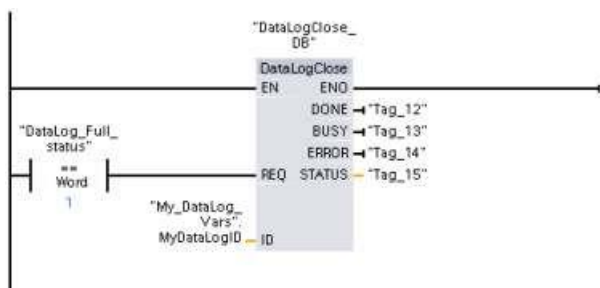 "DataLogClose_
DB"
DataLogClose
EN ENO
DONE "Tag_12"
BUSY "Tag_13"
"DataLog_Full_
status"
ERROR "Tag_14"
==
Word
1
REQ STATUS "Tag_15"
"My_DataLog_
Vars".
MyDataLogID ID